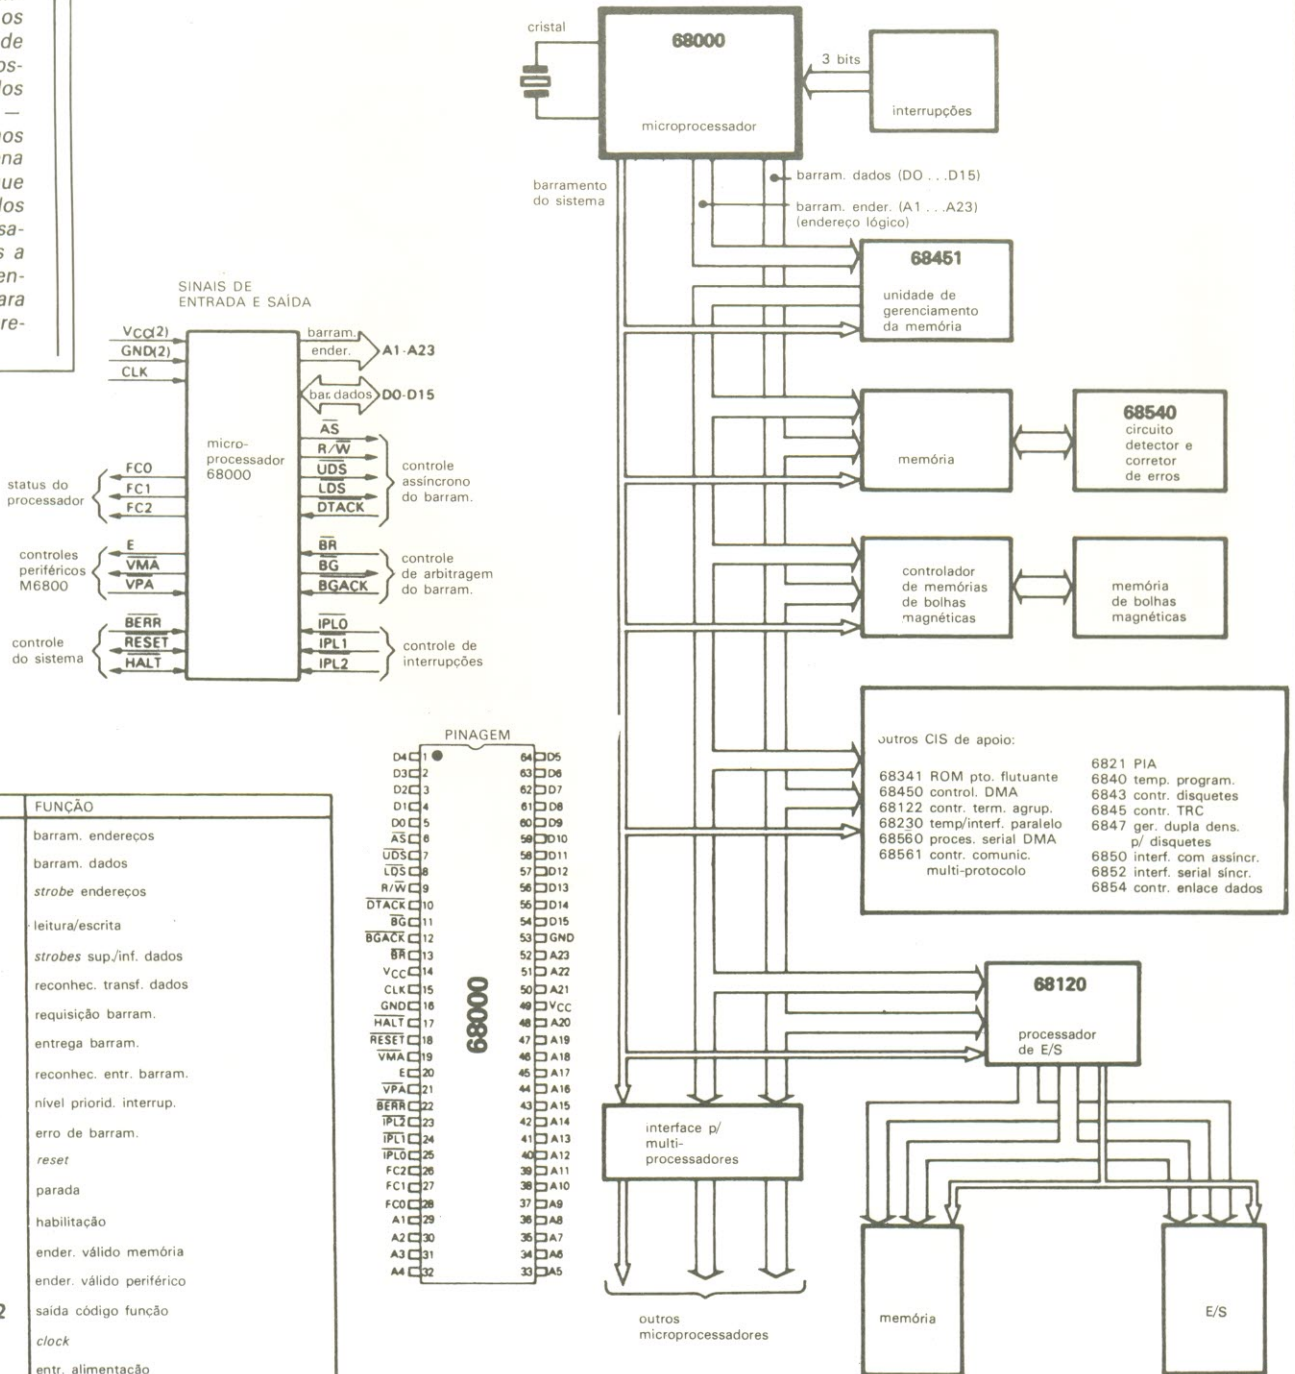 os
de
os-
los
—
nos
ena
que
los
sa-
s a
en-
ara
re-
SINAIS DE
ENTRADA E SAÍDA
VCC(2)
GND(2)
CLK
barram.
ender.
A1-A23
bar. dados
D0-D15
micro-
processador
68000
AS
R/W
UDS
LDS
DTACK
controle
assíncrono
do barram.
status do
processador
FC0
FC1
FC2
controles
periféricos
M6800
E
VMA
VPA
BR
BG
BGACK
controle
de arbitragem
do barram.
controle
do sistema
BERR
RESET
HALT
IPL0
IPL1
IPL2
controle de
interrupções
FUNÇÃO
barram. endereços
barram. dados
strobe endereços
leitura/escrita
strobes sup./inf. dados
reconhec. transf. dados
requisição barram.
entrega barram.
reconhec. entr. barram.
nível priorid. interrup.
erro de barram.
reset
parada
habilitação
ender. válido memória
ender. válido periférico
2 saida código função
clock
entr. alimentação
PINAGEM
68000
D4 1 64 D5
D3 2 63 D6
D2 3 62 D7
D1 4 61 D8
D0 5 60 D9
AS 6 59 D10
UDS 7 58 D11
LDS 8 57 D12
R/W 9 56 D13
DTACK 10 55 D14
BG 11 54 D15
BGACK 12 53 GND
BR 13 52 A23
VCC 14 51 A22
CLK 15 50 A21
GND 16 49 VCC
HALT 17 48 A20
RESET 18 47 A19
VMA 19 46 A18
E 20 45 A17
VPA 21 44 A16
BERR 22 43 A15
IPL2 23 42 A14
IPL1 24 41 A13
IPL0 25 40 A12
FC2 26 39 A11
FC1 27 38 A10
FC0 28 37 A9
A1 29 36 A8
A2 30 35 A7
A3 31 34 A6
A4 32 33 A5
cristal
68000
microprocessador
3 bits
interrupções
barramento
do sistema
barram. dados (DO . . .D15)
barram. ender. (A1 . . .A23)
(endereço lógico)
68451
unidade de
gerenciamento
da memória
memória
68540
circuito
detector e
corretor
de erros
controlador
de memórias
de bolhas
magnéticas
memória
de bolhas
magnéticas
outros CIS de apoio:
68341 ROM pto. flutuante
68450 control. DMA
68122 contr. term. agrup.
68230 temp/interf. paralelo
68560 proces. serial DMA
68561 contr. comunic.
multi-protocolo
6821 PIA
6840 temp. program.
6843 contr. disquetes
6845 contr. TRC
6847 ger. dupla dens.
p/ disquetes
6850 interf. com assíncr.
6852 interf. serial síncr.
6854 contr. enlace dados
68120
processador
de E/S
interface p/
multi-
processadores
outros
microprocessadores
memória
E/S